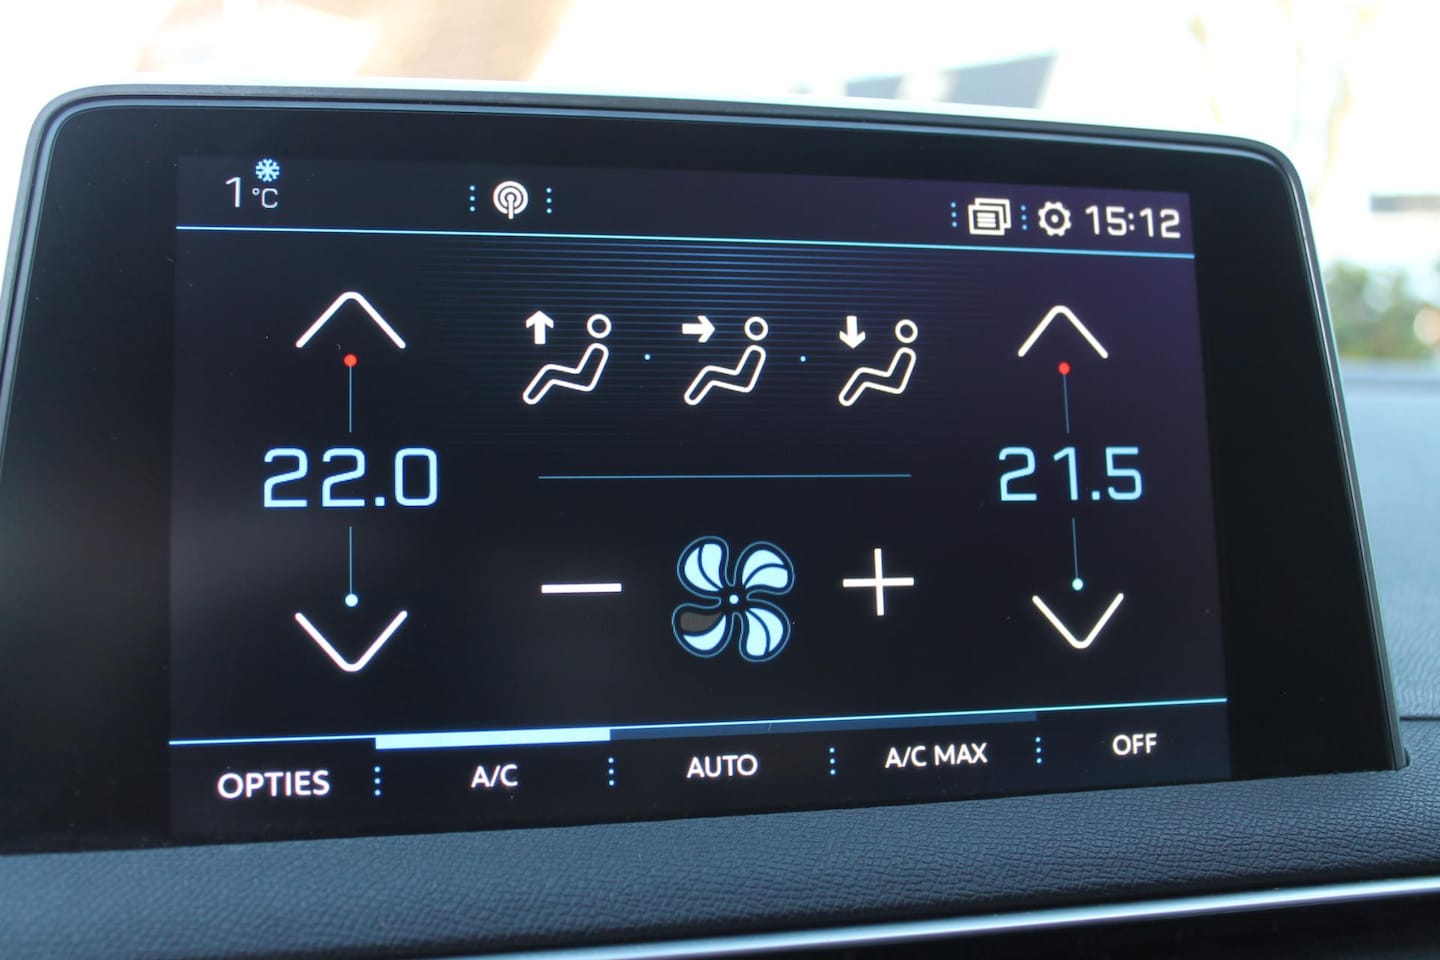 1 °C
15:12
22.0
21.5
OPTIES A/C AUTO A/C MAX OFF